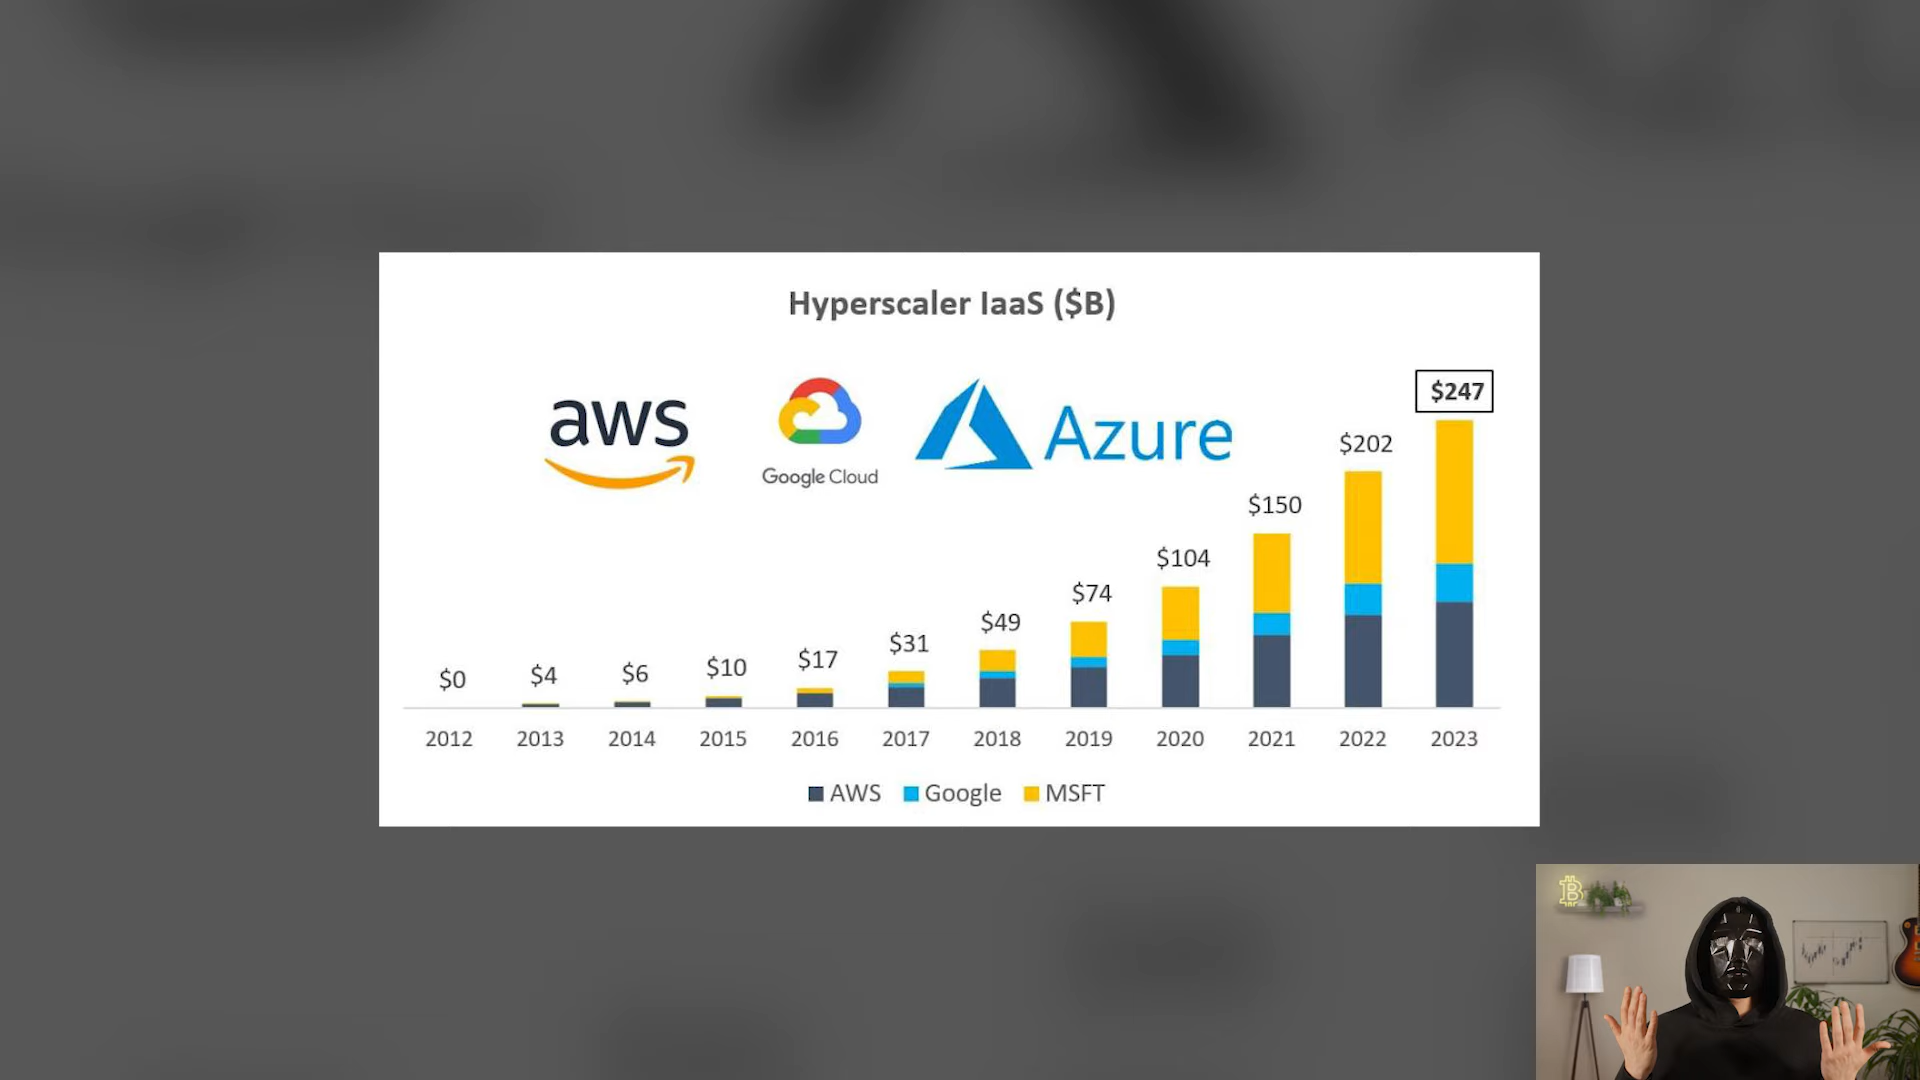 Hyperscaler IaaS ($B)
aws
Google Cloud
Azure
$247
$202
$150
$104
$74
$49
$31
$17
$10
$6
$4
$0
2012 2013 2014 2015 2016 2017 2018 2019 2020 2021 2022 2023
AWS Google MSFT